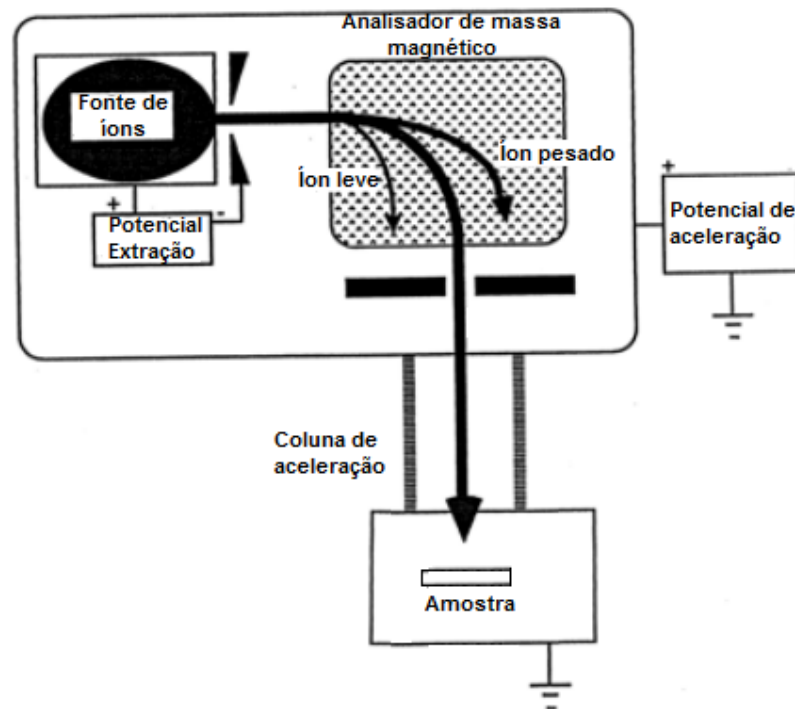 Analisador de massa
magnético
Fonte de
íons
Íon leve
Íon pesado
+
-
Potencial
Extração
+
Potencial de
aceleração
Coluna de
aceleração
Amostra